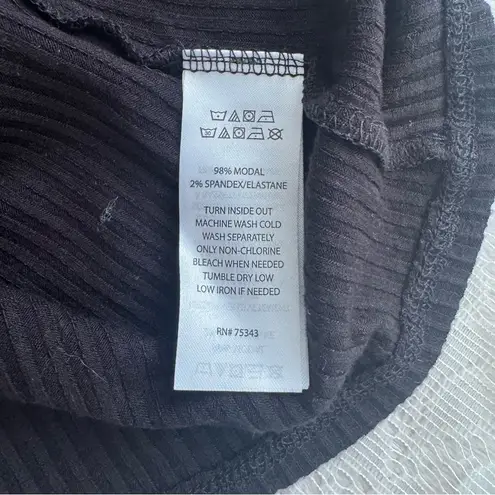 98% MODAL
2% SPANDEX/ELASTANE
TURN INSIDE OUT
MACHINE WASH COLD
WASH SEPARATELY
ONLY NON-CHLORINE
BLEACH WHEN NEEDED
TUMBLE DRY LOW
LOW IRON IF NEEDED
RN# 75343